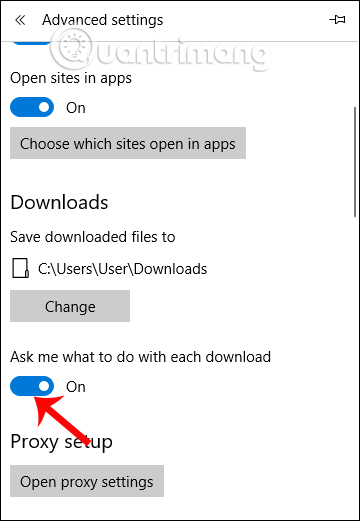 Advanced settings
Quantrimang
Open sites in apps
On
Choose which sites open in apps
Downloads
Save downloaded files to
C:\Users\User\Downloads
Change
Ask me what to do with each download
On
Proxy setup
Open proxy settings